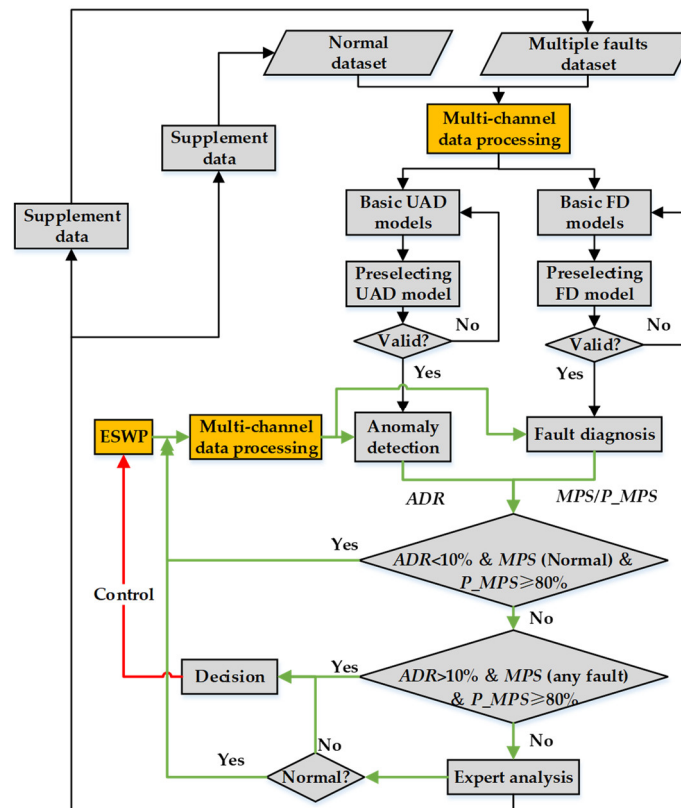 Normal
dataset
Multiple faults
dataset
Multi-channel
data processing
Supplement
data
Supplement
data
Basic UAD
models
Basic FD
models
Preselecting
UAD model
Preselecting
FD model
No
No
Valid?
Valid?
Yes
Yes
ESWP
Multi-channel
data processing
Anomaly
detection
Fault diagnosis
ADR
MPS/P_MPS
Yes
ADR<10% & MPS (Normal) &
P_MPS≥80%
Control
No
Yes
Decision
ADR>10% & MPS (any fault)
& P_MPS≥80%
No
No
Yes
Normal?
Expert analysis